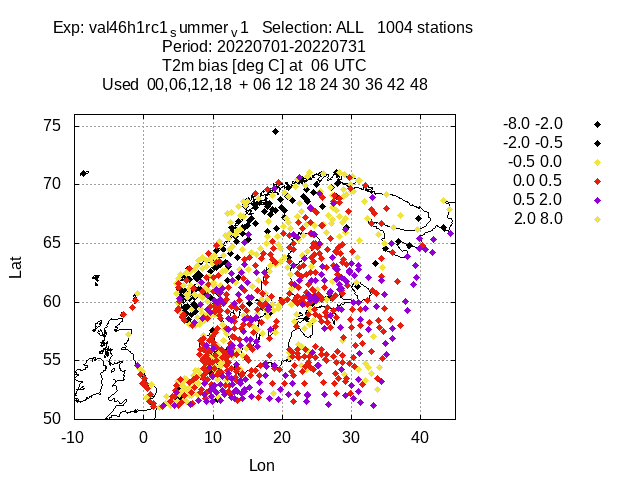 Exp: val46h1rc1summerv1 Selection: ALL 1004 stations
Period: 20220701-20220731
T2m bias [deg C] at 06 UTC
Used 00,06,12,18 + 06 12 18 24 30 36 42 48
-8.0 -2.0
-2.0 -0.5
-0.5 0.0
0.0 0.5
0.5 2.0
2.0 8.0
75
70
65
60
55
50
Lat
-10 0 10 20 30 40
Lon